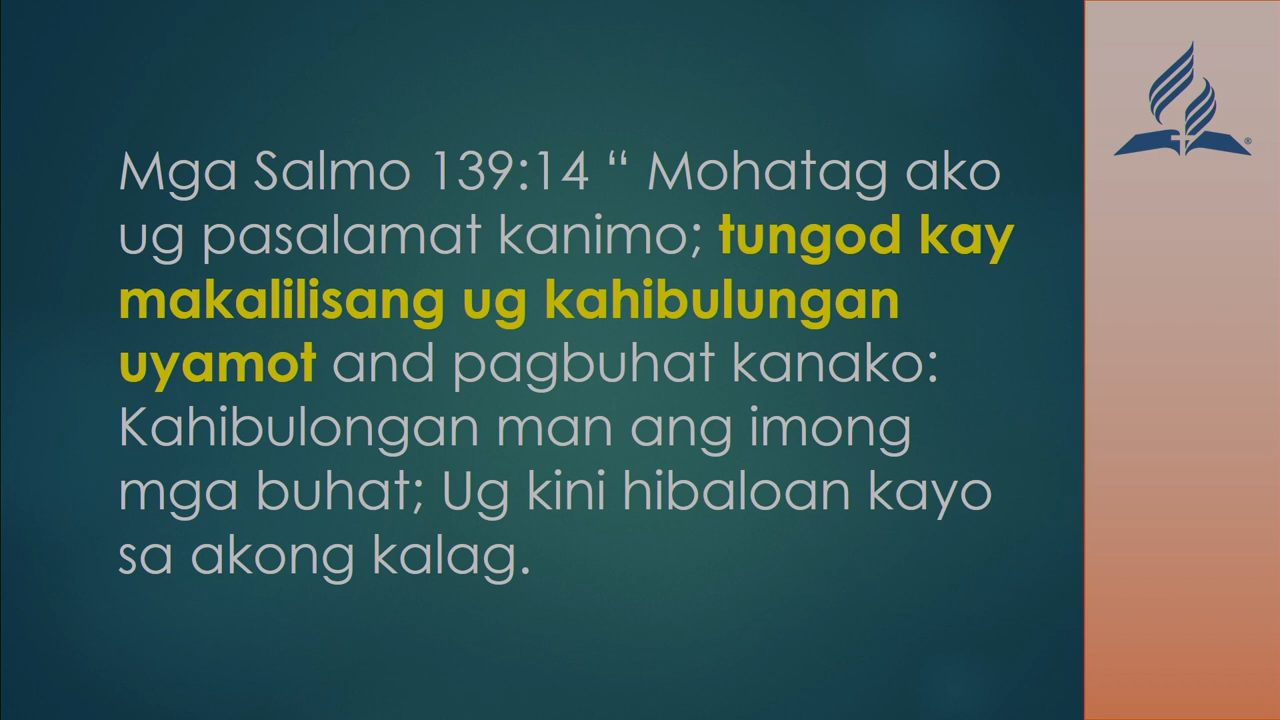 Mga Salmo 139:14 “ Mohatag ako
ug pasalamat kanimo; tungod kay
makalilisang ug kahibulungan
uyamot and pagbuhat kanako:
Kahibulongan man ang imong
mga buhat; Ug kini hibaloan kayo
sa akong kalag.
®